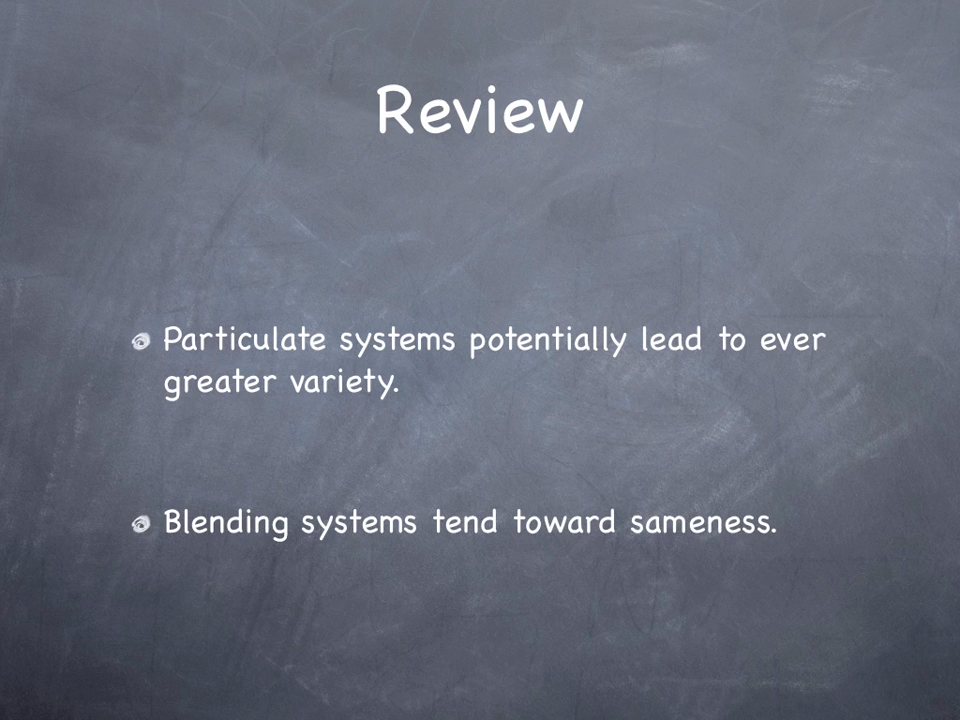 Review
Particulate systems potentially lead to ever
greater variety.
Blending systems tend toward sameness.